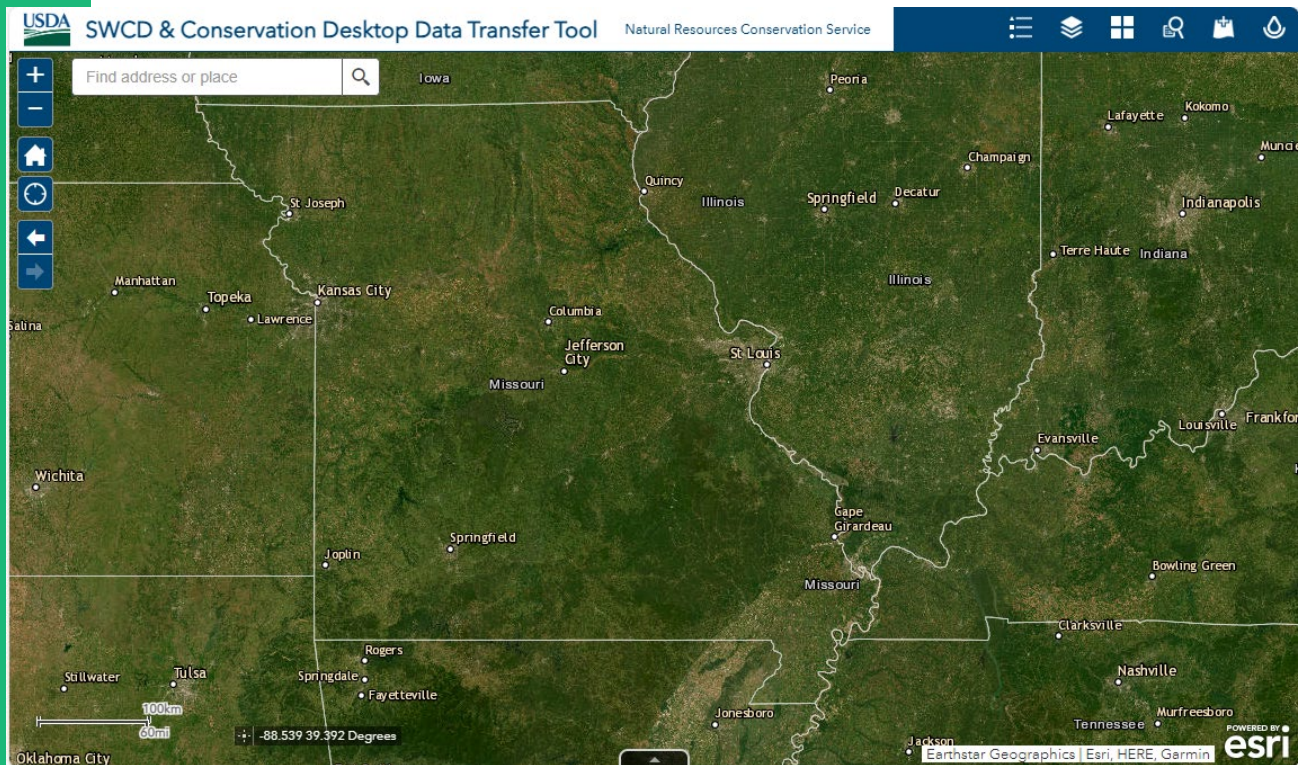 USDA
SWCD & Conservation Desktop Data Transfer Tool
Natural Resources Conservation Service
Find address or place
Iowa
Peoria
Lafayette
Kokomo
Muncie
Champaign
Quincy
St Joseph
Illinois
Springfield
Decatur
Indianapolis
Terre Haute
Indiana
Manhattan
Topeka
Kansas City
Illinois
Lawrence
Salina
Columbia
Jefferson
City
St Louis
Missouri
Louisville
Frankfor
Evansville
Wichita
Cape
Girardeau
Springfield
Joplin
Bowling Green
Missouri
Clarksville
Rogers
Springdale
Fayetteville
Stillwater
Tulsa
Nashville
100km
60mi
Jonesboro
Murfreesboro
Tennessee
-88.539 39.392 Degrees
Jackson
Oklahoma City
Earthstar Geographics | Esri, HERE, Garmin
POWERED BY
esri